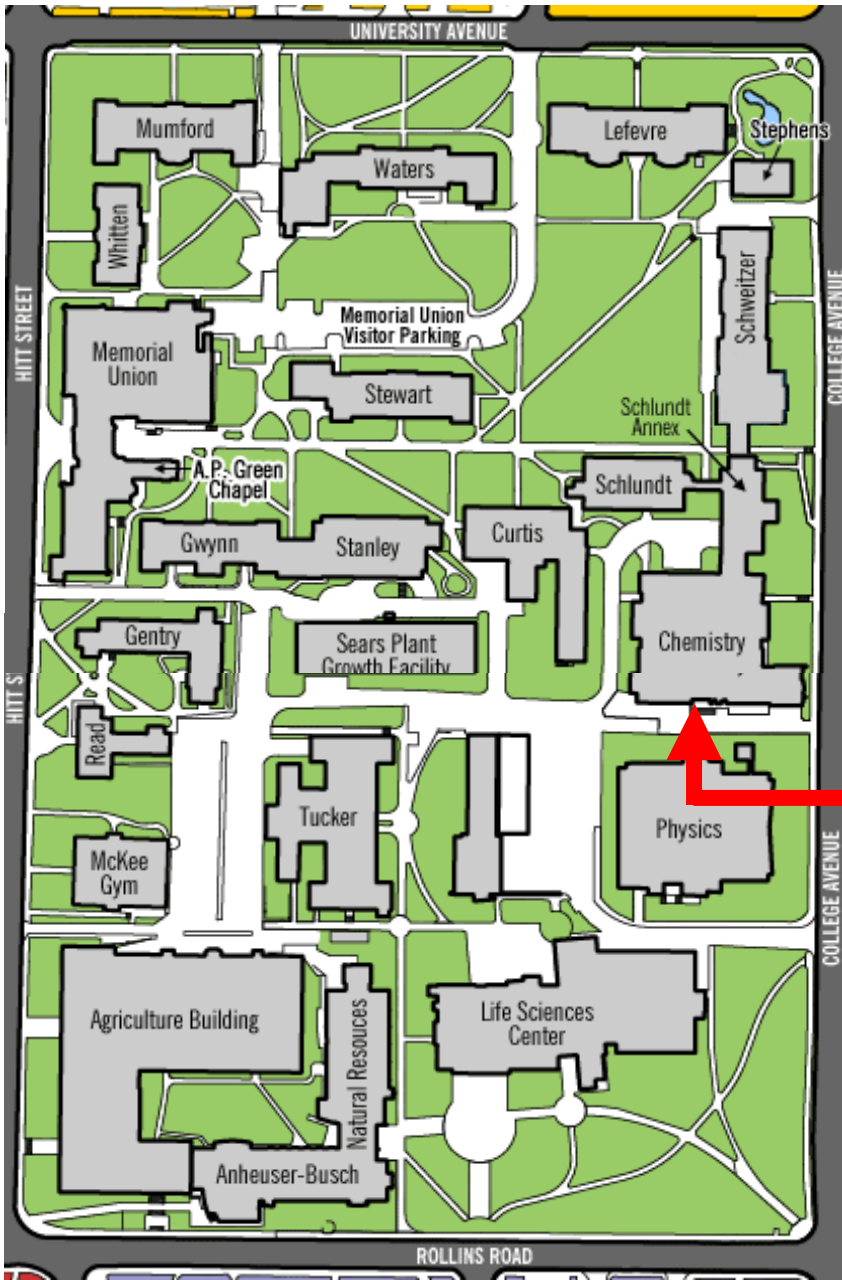 UNIVERSITY AVENUE
Mumford
Lefevre
Stephens
Waters
Whitten
Schweitzer
HITT STREET
COLLEGE AVENUE
Memorial Union
Visitor Parking
Memorial
Union
Stewart
Schlundt
Annex
A.P. Green
Chapel
Schlundt
Gwynn
Stanley
Curtis
Gentry
Sears Plant
Growth Facility
Chemistry
HITT S
Read
Tucker
Physics
McKee
Gym
COLLEGE AVENUE
Agriculture Building
Life Sciences
Center
Natural Resouces
Anheuser-Busch
ROLLINS ROAD